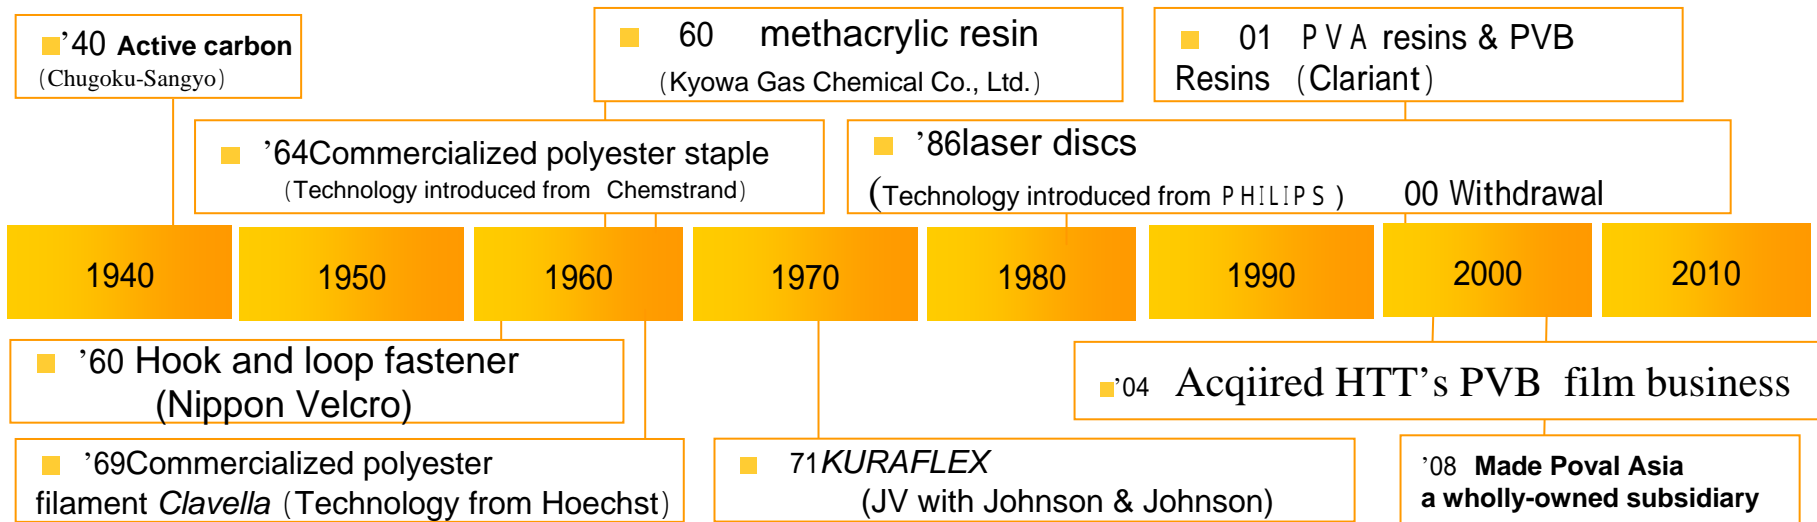 ’40 Active carbon
(Chugoku-Sangyo)
60 methacrylic resin
(Kyowa Gas Chemical Co., Ltd.)
01 PVA resins & PVB
Resins (Clariant)
’64Commercialized polyester staple
(Technology introduced from Chemstrand)
’86laser discs
(Technology introduced from PHILIPS) 00 Withdrawal
1940 1950 1960 1970 1980 1990 2000 2010
’60 Hook and loop fastener
(Nippon Velcro)
’04 Acqiired HTT’s PVB film business
’69Commercialized polyester
filament Clavella (Technology from Hoechst)
71KURAFLEX
(JV with Johnson & Johnson)
’08 Made Poval Asia
a wholly-owned subsidiary